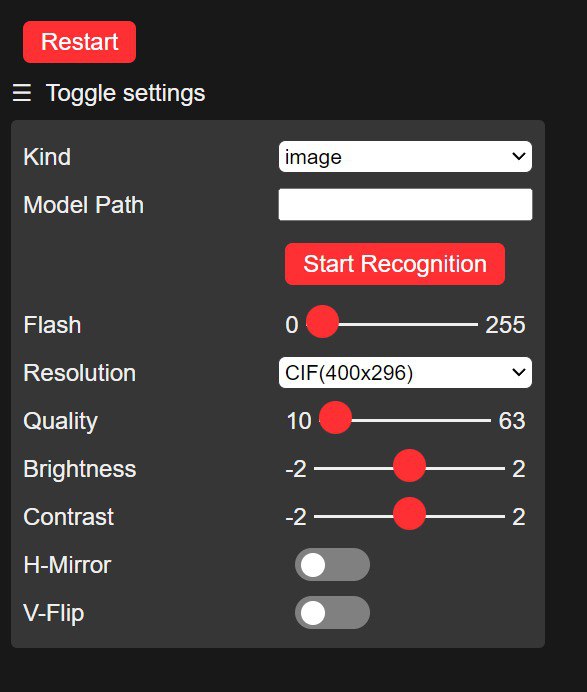 Restart
☰ Toggle settings
Kind image
Model Path
Start Recognition
Flash 0 255
Resolution CIF(400x296)
Quality 10 63
Brightness -2 2
Contrast -2 2
H-Mirror
V-Flip